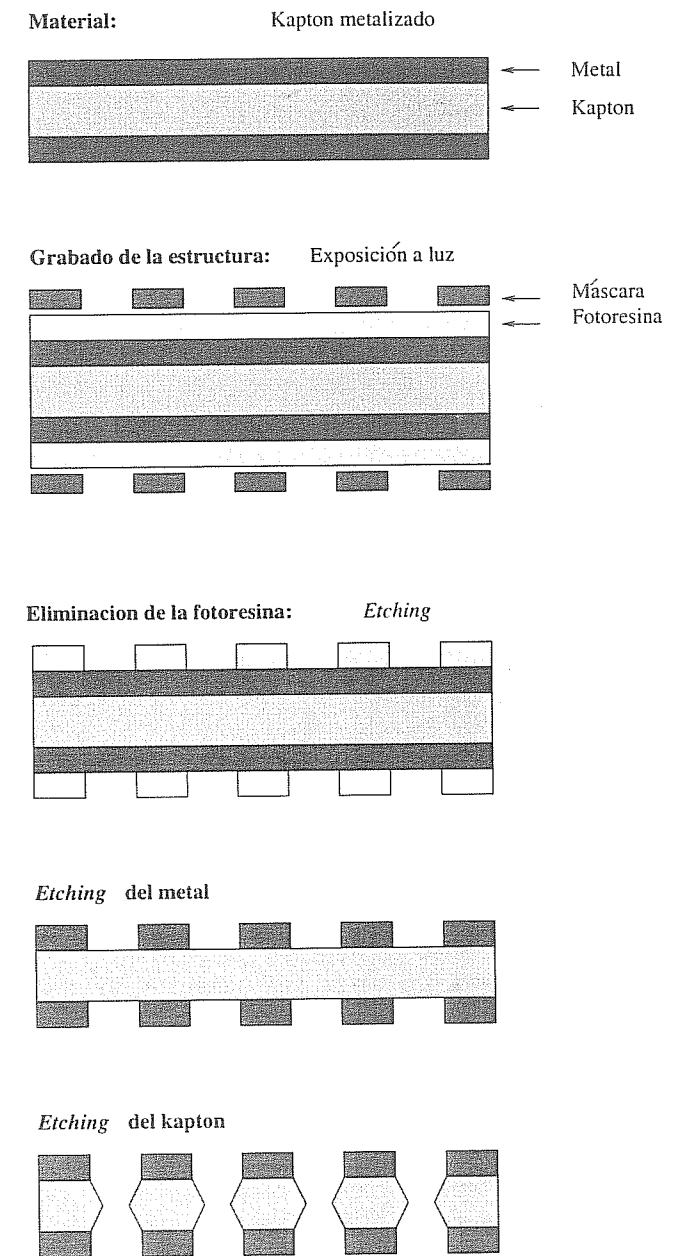 Material: Kapton metalizado
Metal
Kapton
Grabado de la estructura: Exposición a luz
Máscara
Fotoresina
Eliminacion de la fotoresina: Etching
Etching del metal
Etching del kapton